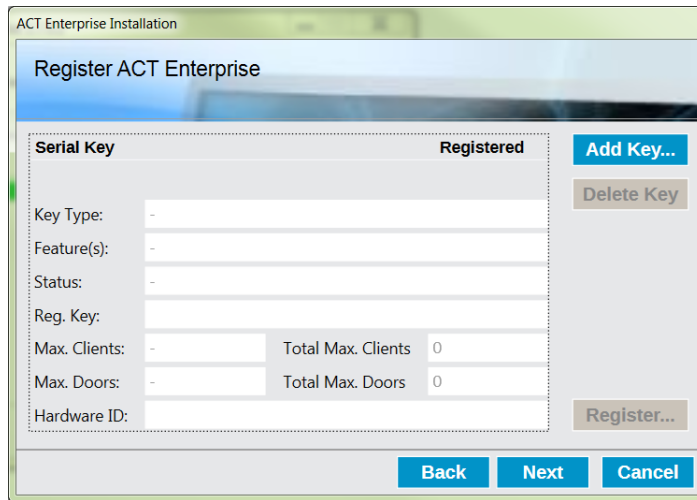 ACT Enterprise Installation
Register ACT Enterprise
Serial Key Registered
Add Key...
Delete Key
Key Type: -
Feature(s): -
Status: -
Reg. Key:
Max. Clients: - Total Max. Clients 0
Max. Doors: - Total Max. Doors 0
Hardware ID:
Register...
Back Next Cancel